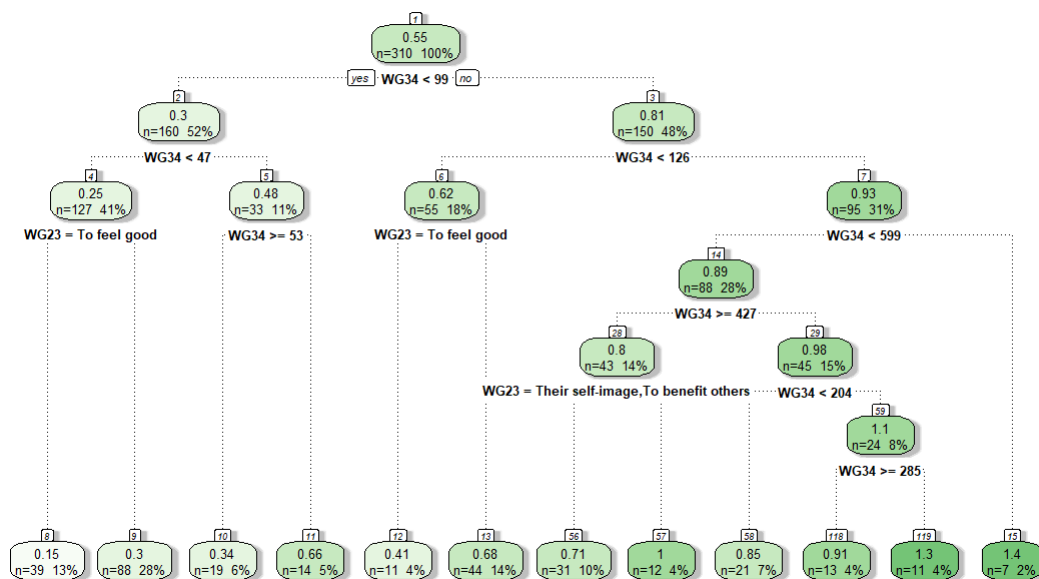 1
0.55
n=310 100%
yes WG34 < 99 no
2 3
0.3 0.81
n=160 52% n=150 48%
WG34 < 47 WG34 < 126
4 5 6 7
0.25 0.48 0.62 0.93
n=127 41% n=33 11% n=55 18% n=95 31%
WG23 = To feel good WG34 >= 53 WG23 = To feel good WG34 < 599
14
0.89
n=88 28%
WG34 >= 427
28 29
0.8 0.98
n=43 14% n=45 15%
WG23 = Their self-image,To benefit others WG34 < 204
59
1.1
n=24 8%
WG34 >= 285
8 9 10 11 12 13 56 57 58 118 119 15
0.15 0.3 0.34 0.66 0.41 0.68 0.71 1 0.85 0.91 1.3 1.4
n=39 13% n=88 28% n=19 6% n=14 5% n=11 4% n=44 14% n=31 10% n=12 4% n=21 7% n=13 4% n=11 4% n=7 2%